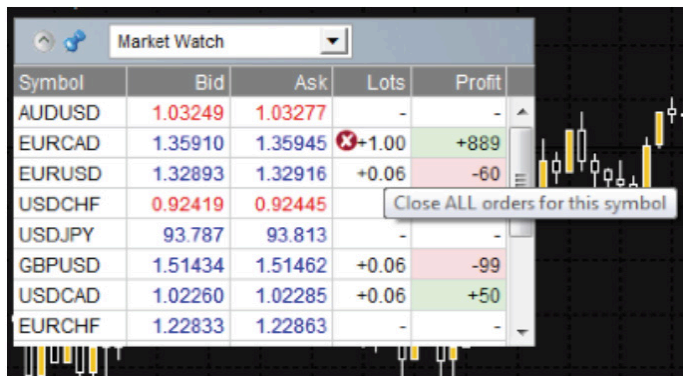 Market Watch
Symbol Bid Ask Lots Profit
AUDUSD 1.03249 1.03277 - -
EURCAD 1.35910 1.35945 +1.00 +889
EURUSD 1.32893 1.32916 +0.06 -60
USDCHF 0.92419 0.92445
Close ALL orders for this symbol
USDJPY 93.787 93.813 - -
GBPUSD 1.51434 1.51462 +0.06 -99
USDCAD 1.02260 1.02285 +0.06 +50
EURCHF 1.22833 1.22863 - -